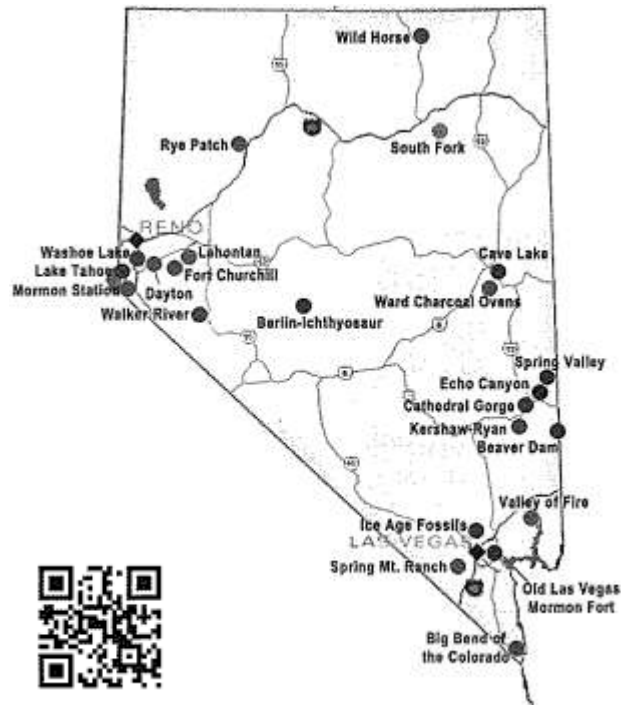 Wild Horse
Rye Patch
South Fork
RENO
Washoe Lake
Lahontan
Lake Tahoe
Fort Churchill
Cave Lake
Mormon Station
Dayton
Ward Charcoal Ovens
Walker River
Berlin-Ichthyosaur
6
6
Spring Valley
Echo Canyon
Cathedral Gorge
Kershaw-Ryan
Beaver Dam
Valley of Fire
Ice Age Fossils
LAS VEGAS
Spring Mt. Ranch
Old Las Vegas
Mormon Fort
Big Bend of
the Colorado